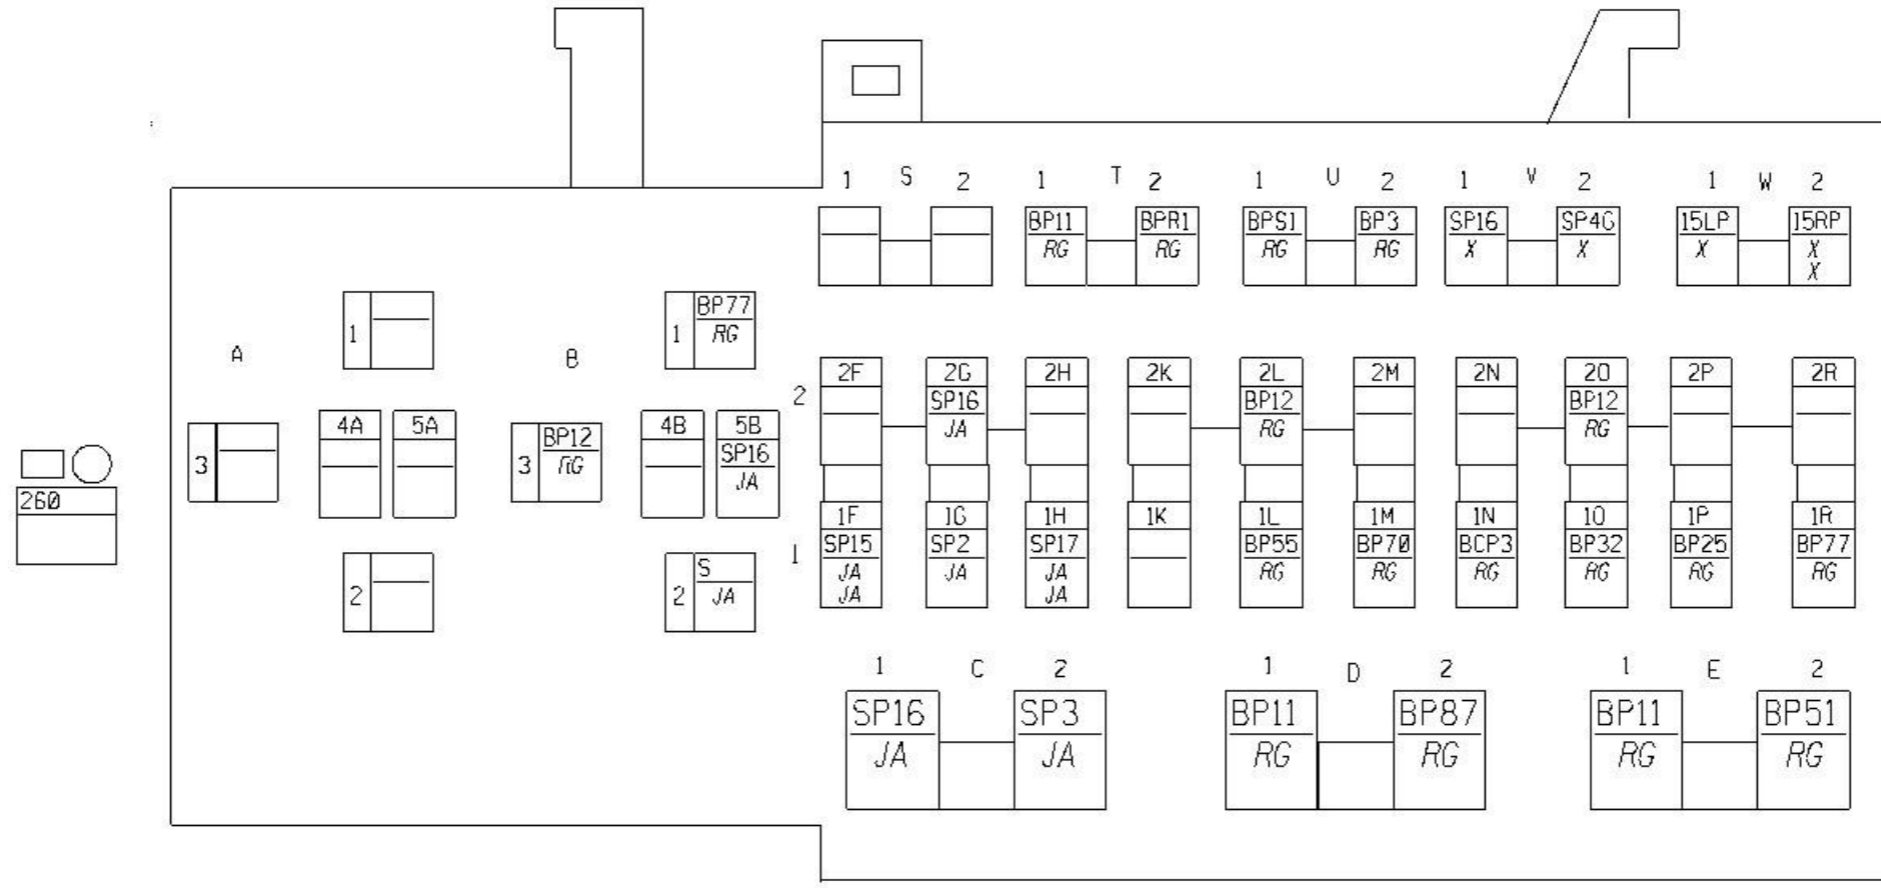 1 S 2 1 T 2 1 U 2 1 V 2 1 W 2
BP11 BPR1 BPS1 BP3 SP16 SP4G 15LP 15RP
RG RG RG RG X X X X
X
1 BP77
RG
A B
2F 2G 2H 2K 2L 2M 2N 2O 2P 2R
2
SP16 BP12 BP12
JA RG RG
4A 5A 4B 5B
3 3 BP12 SP16
RG JA
260
1F 1G 1H 1K 1L 1M 1N 1O 1P 1R
1
SP15 SP2 SP17 BP55 BP70 BCP3 BP32 BP25 BP77
JA JA JA RG RG RG RG RG RG
JA JA
1
2 2 S
JA
1 C 2 1 D 2 1 E 2
SP16 SP3 BP11 BP87 BP11 BP51
JA JA RG RG RG RG